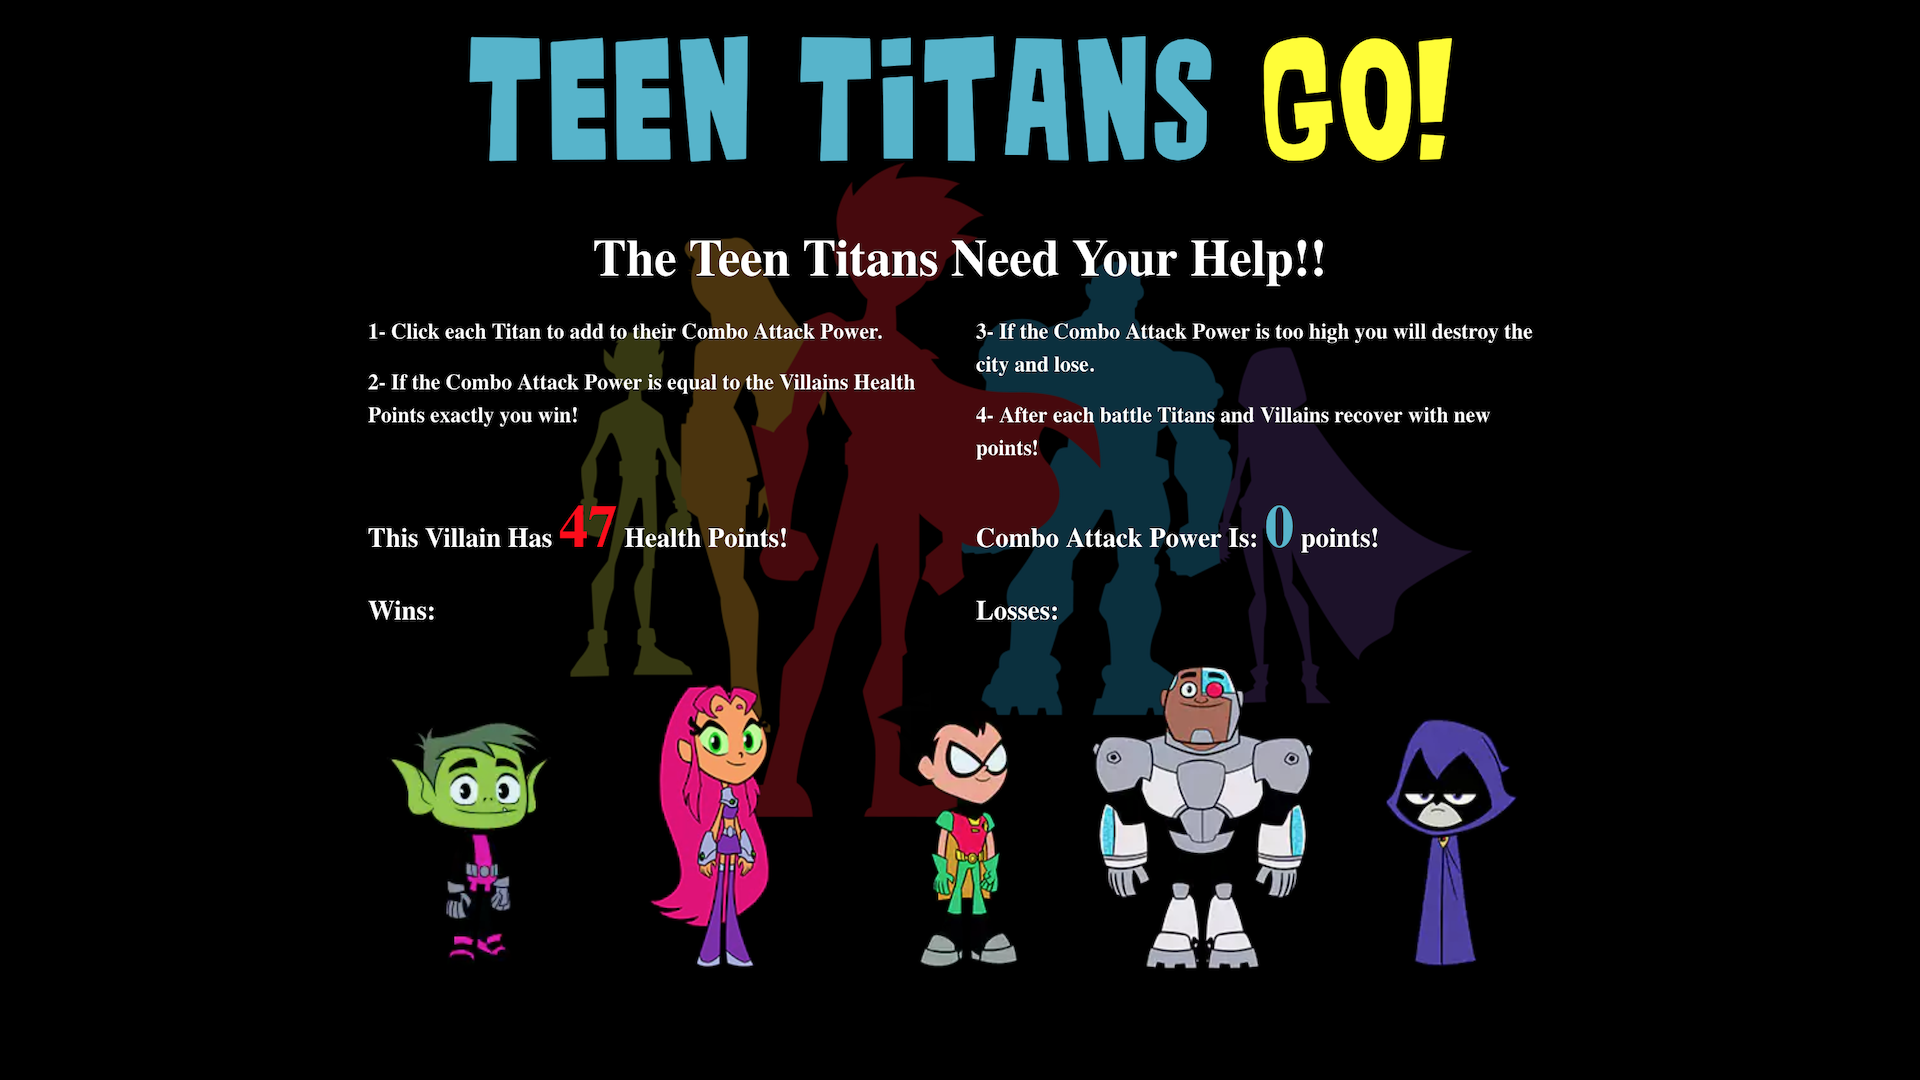 TEEN TiTANS GO!
The Teen Titans Need Your Help!!
1- Click each Titan to add to their Combo Attack Power.
2- If the Combo Attack Power is equal to the Villains Health
Points exactly you win!
3- If the Combo Attack Power is too high you will destroy the
city and lose.
4- After each battle Titans and Villains recover with new
points!
This Villain Has 47 Health Points!
Combo Attack Power Is: 0 points!
Wins:
Losses: